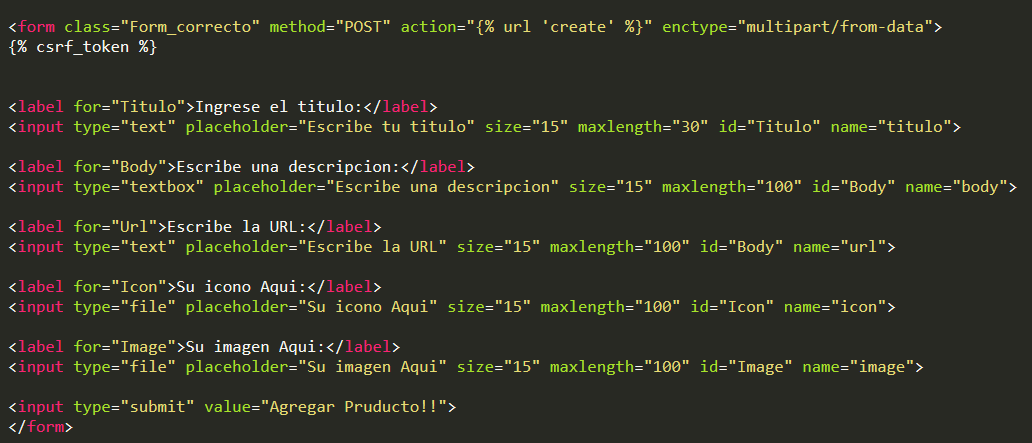 <form class="Form_correcto" method="POST" action="{% url 'create' %}" enctype="multipart/from-data">
{% csrf_token %}
<label for="Titulo">Ingrese el titulo:</label>
<input type="text" placeholder="Escribe tu titulo" size="15" maxlength="30" id="Titulo" name="titulo">
<label for="Body">Escribe una descripcion:</label>
<input type="textbox" placeholder="Escribe una descripcion" size="15" maxlength="100" id="Body" name="body">
<label for="Url">Escribe la URL:</label>
<input type="text" placeholder="Escribe la URL" size="15" maxlength="100" id="Body" name="url">
<label for="Icon">Su icono Aqui:</label>
<input type="file" placeholder="Su icono Aqui" size="15" maxlength="100" id="Icon" name="icon">
<label for="Image">Su imagen Aqui:</label>
<input type="file" placeholder="Su imagen Aqui" size="15" maxlength="100" id="Image" name="image">
<input type="submit" value="Agregar Pruducto!!">
</form>